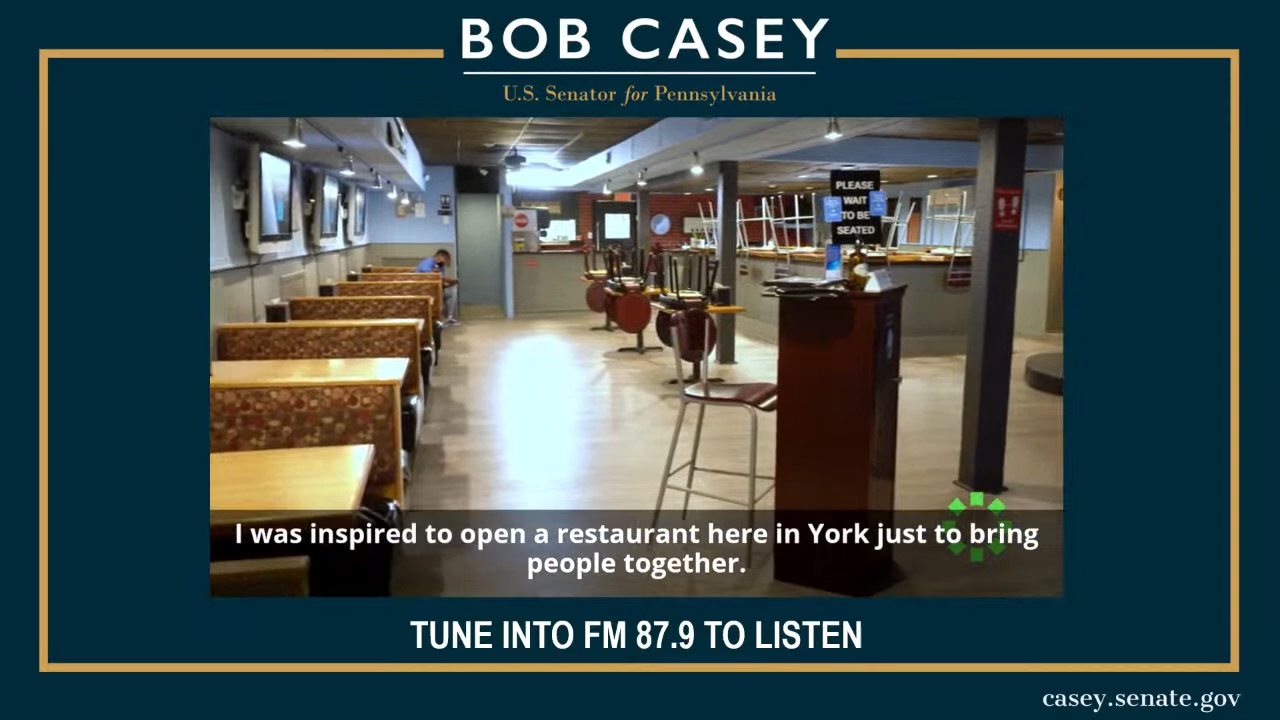 BOB CASEY
U.S. Senator for Pennsylvania
PLEASE
WAIT
TO BE
SEATED
I was inspired to open a restaurant here in York just to bring
people together.
TUNE INTO FM 87.9 TO LISTEN
casey.senate.gov